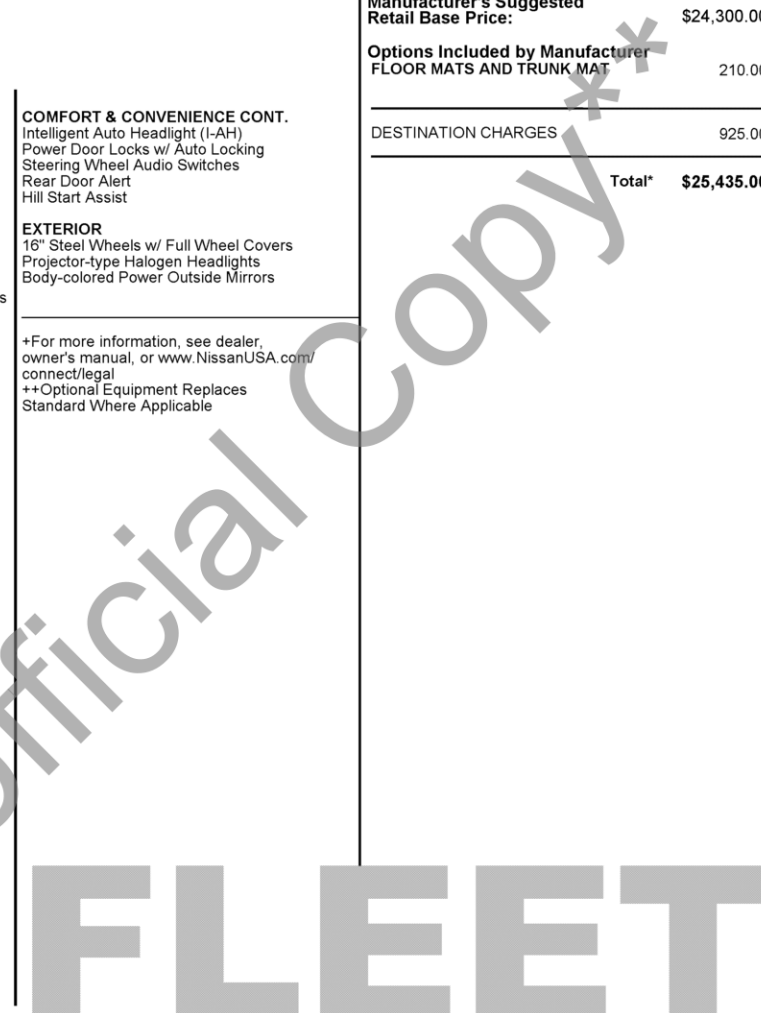 s
COMFORT & CONVENIENCE CONT.
Intelligent Auto Headlight (I-AH)
Power Door Locks w/ Auto Locking
Steering Wheel Audio Switches
Rear Door Alert
Hill Start Assist
EXTERIOR
16" Steel Wheels w/ Full Wheel Covers
Projector-type Halogen Headlights
Body-colored Power Outside Mirrors
+For more information, see dealer,
owner's manual, or www.NissanUSA.com/
connect/legal
++Optional Equipment Replaces
Standard Where Applicable
Manufacturer's Suggested
Retail Base Price: $24,300.00
Options Included by Manufacturer
FLOOR MATS AND TRUNK MAT 210.00
DESTINATION CHARGES 925.00
Total* $25,435.00
official Copy**
FLEET